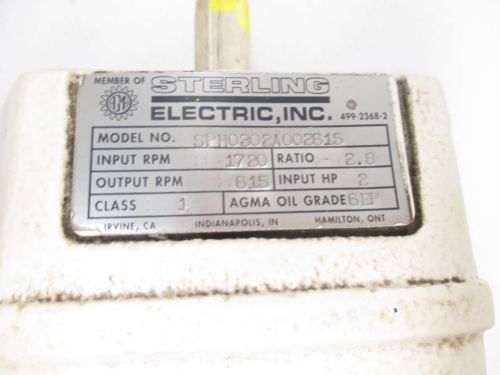 MEMBER OF STERLING
ELECTRIC, INC. 499-2368-2
MODEL NO. SPH0302A002615
INPUT RPM 1720 RATIO 2.8
OUTPUT RPM 615 INPUT HP 2
CLASS 1 AGMA OIL GRADE 6EP
IRVINE, CA INDIANAPOLIS, IN HAMILTON, ONT